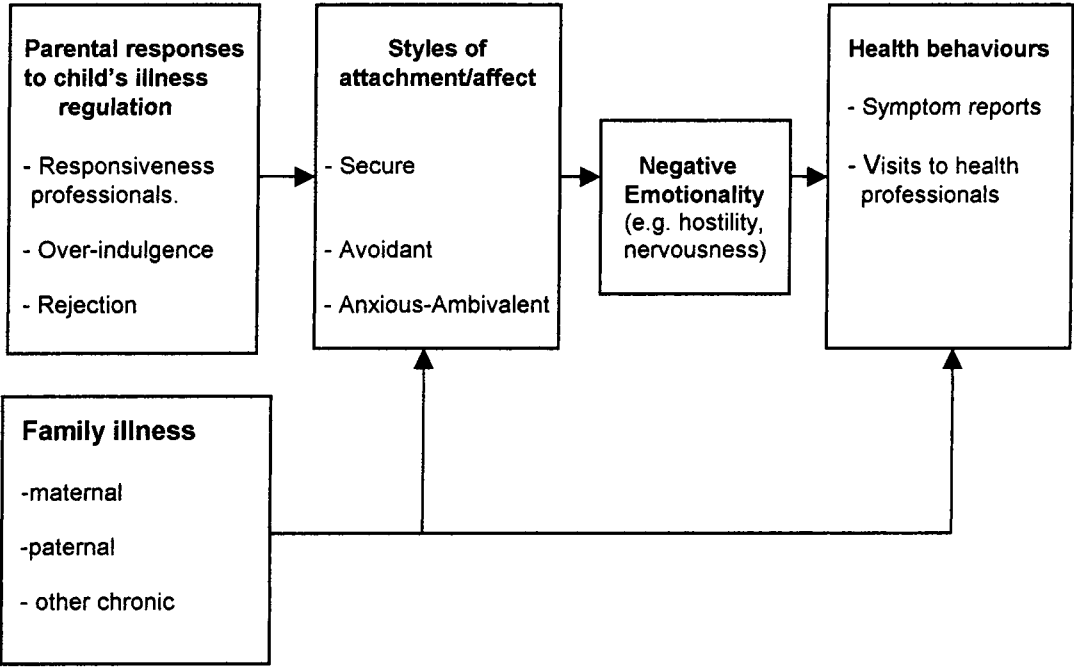 Parental responses
to child's illness
regulation
- Responsiveness
professionals.
- Over-indulgence
- Rejection
Styles of
attachment/affect
- Secure
- Avoidant
- Anxious-Ambivalent
Negative
Emotionality
(e.g. hostility,
nervousness)
Health behaviours
- Symptom reports
- Visits to health
professionals
Family illness
-maternal
-paternal
- other chronic